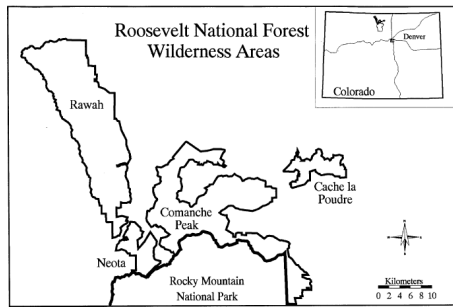 Roosevelt National Forest
Wilderness Areas
Denver
Colorado
Rawah
Cache la
Poudre
Comanche
Peak
Neota
Rocky Mountain
National Park
Kilometers
0 2 4 6 8 10